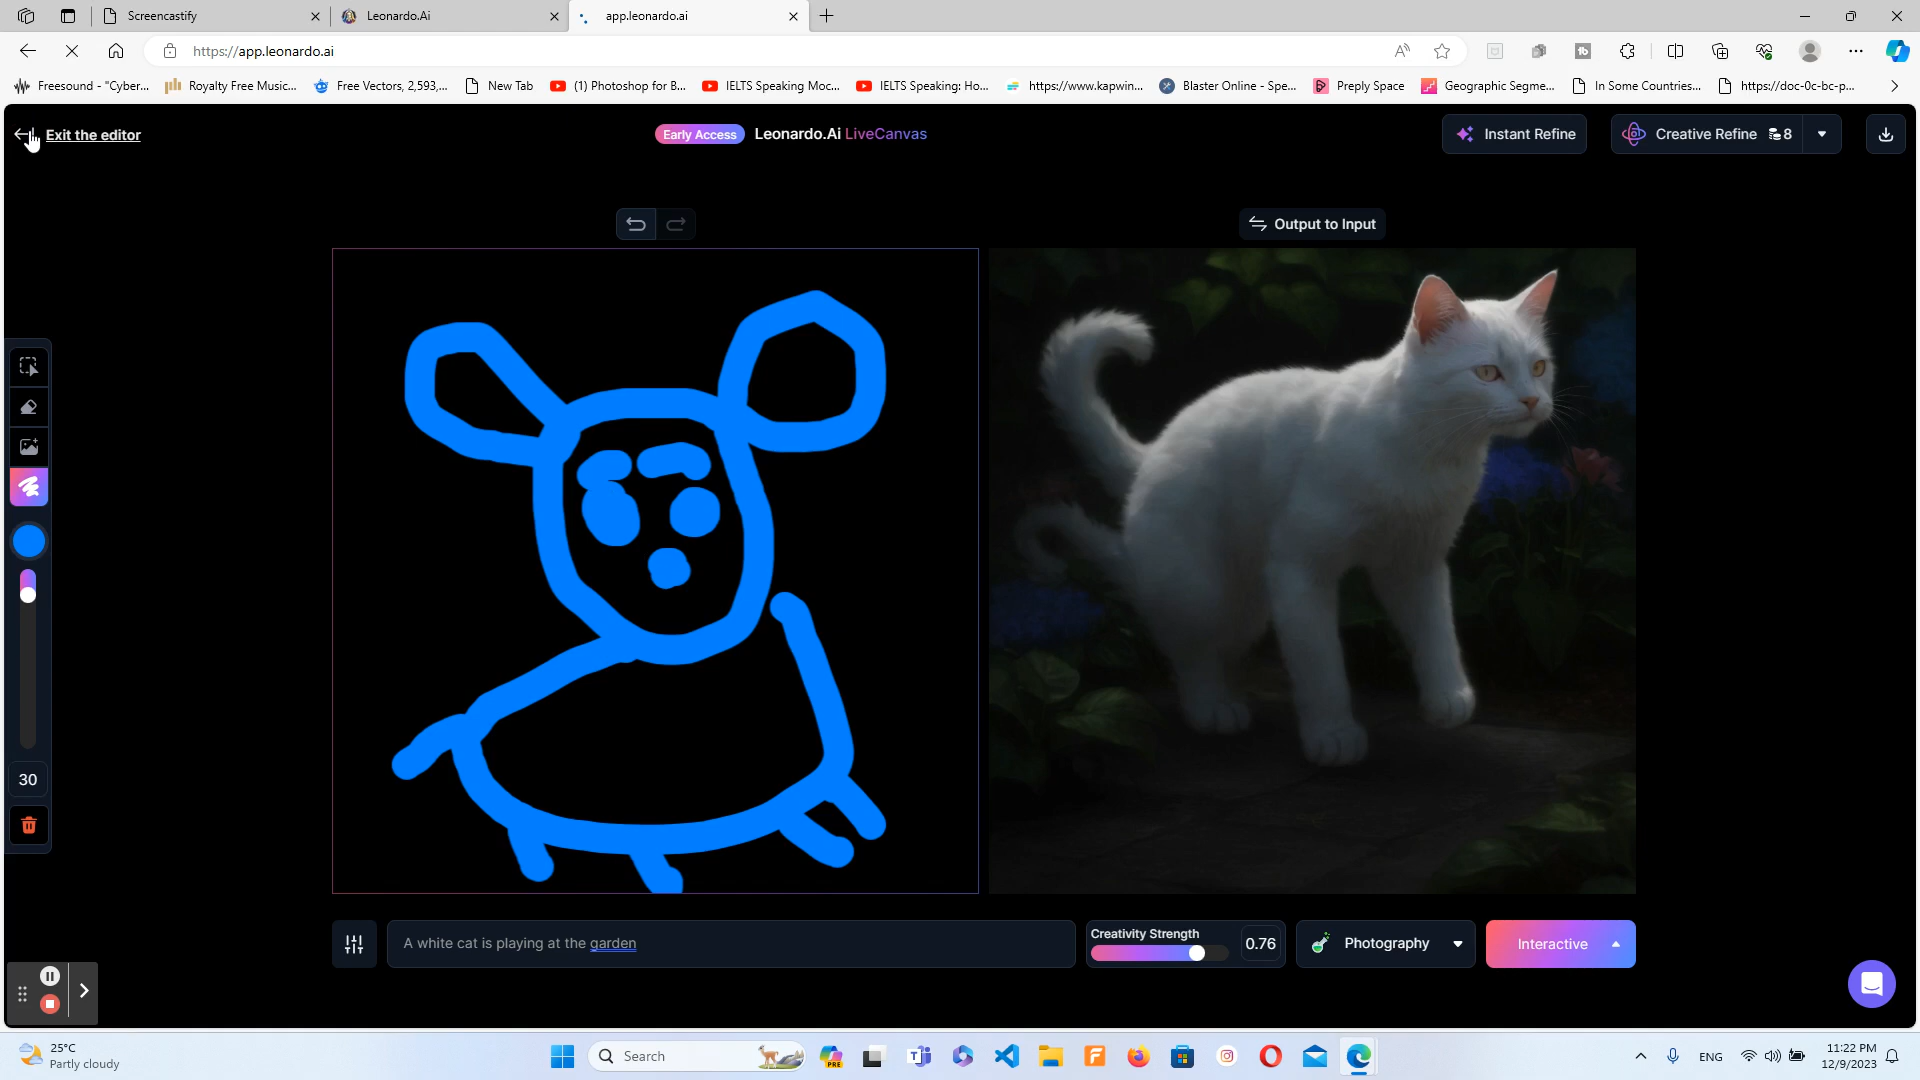 Screencastify
Leonardo.Ai
app.leonardo.ai
https://app.leonardo.ai
Freesound - "Cyber...
Royalty Free Music...
Free Vectors, 2,593,...
New Tab
(1) Photoshop for B...
IELTS Speaking Moc...
IELTS Speaking: Ho...
https://www.kapwin...
Blaster Online - Spe...
Preply Space
Geographic Segme...
In Some Countries...
https://doc-0c-bc-p...
Exit the editor
Early Access Leonardo.Ai LiveCanvas
Instant Refine
Creative Refine 8
Output to Input
30
A white cat is playing at the garden
Creativity Strength
0.76
Photography
Interactive
25°C
Partly cloudy
Search
PRE
ENG
11:22 PM
12/9/2023